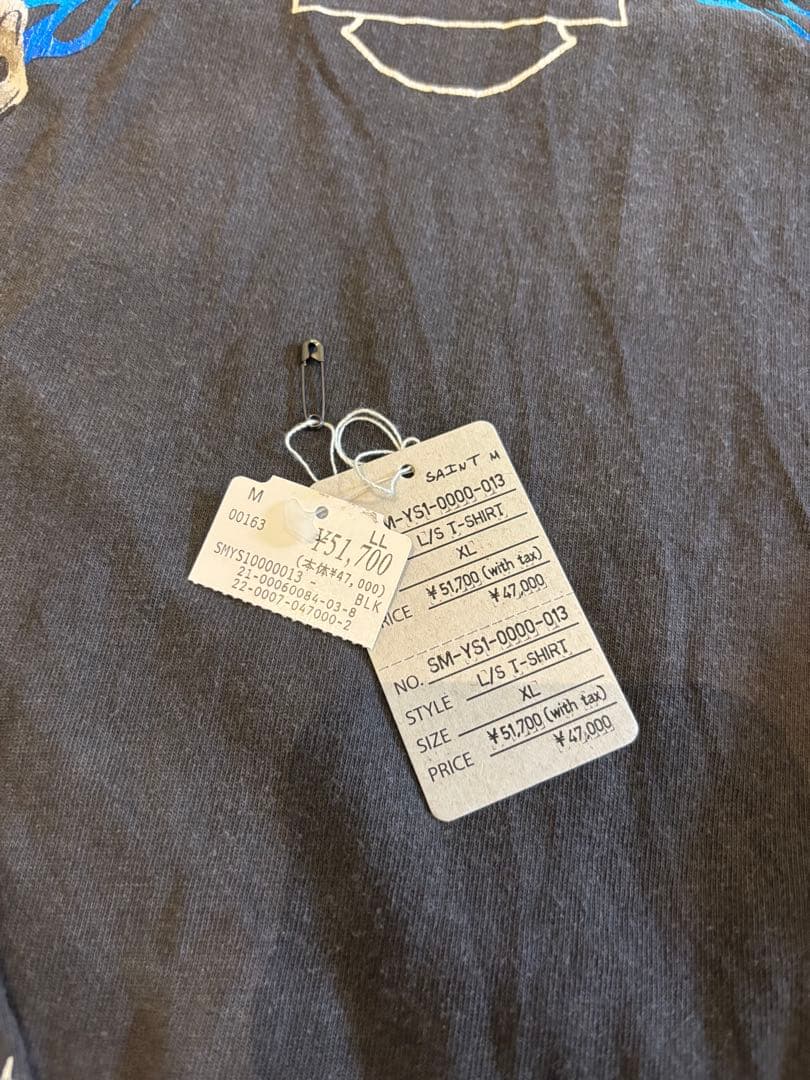 M
00163
LL
¥51,700
(本体¥47,000)
SMYS10000013 -
BLK
21-00060084-03-8
22-0007-047000-2
SAINT M
M-YS1-0000-013
L/S T-SHIRT
XL
RICE ¥51,700 (with tax)
¥47,000
NO. SM-YS1-0000-013
STYLE L/S T-SHIRT
SIZE XL
PRICE ¥51,700 (with tax)
¥47,000